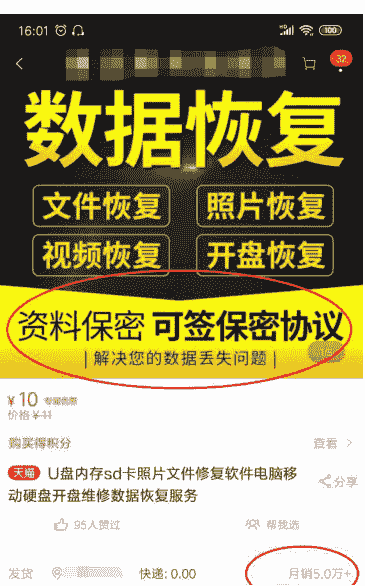 16:01
100
32
数据恢复
文件恢复 照片恢复
视频恢复 开盘恢复
资料保密 可签保密协议
|解决您的数据丢失问题|
¥10
价格¥11
购买得积分 查看
天猫 U盘内存sd卡照片文件修复软件电脑移
动硬盘开盘维修数据恢复服务
分享
95人赞过 帮我选
发货 快递: 0.00 月销5.0万+